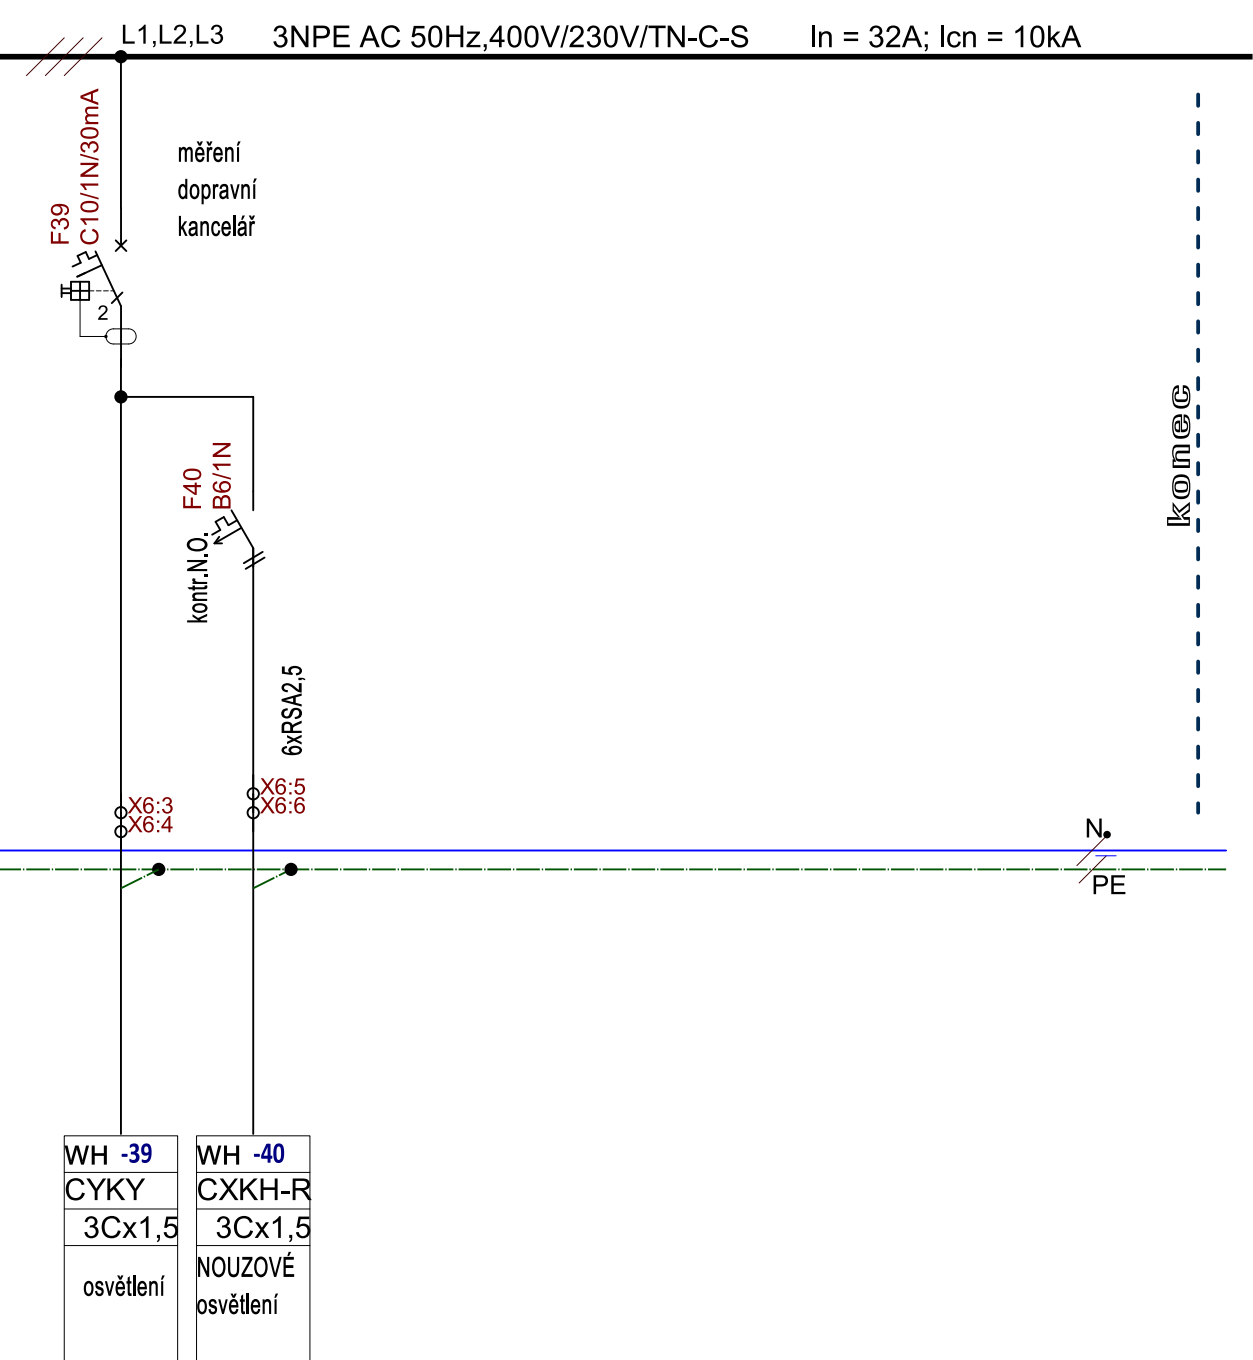 L1,L2,L3
3NPE AC 50Hz,400V/230V/TN-C-S
In = 32A; Icn = 10kA
F39
C10/1N/30mA
měření
dopravní
kancelář
2
konec
F40
B6/1N
kontr.N.O.
6xRSA2,5
X6:3
X6:4
X6:5
X6:6
N
PE
WH -39
CYKY
3Cx1,5
osvětlení
WH -40
CXKH-R
3Cx1,5
NOUZOVÉ
osvětlení